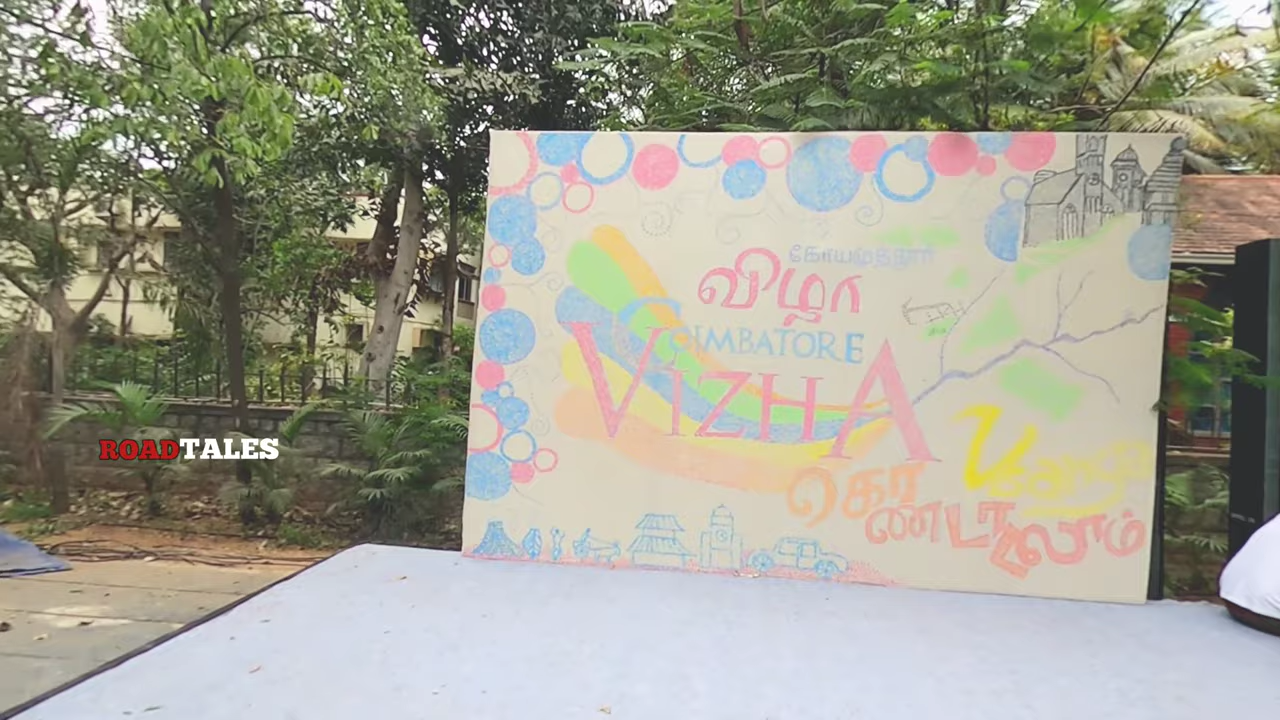 கோயமுத்தூர்
விழா
COIMBATORE
VIZHA
வாங்க
கொ
ண்டாடலாம்
ROADTALES